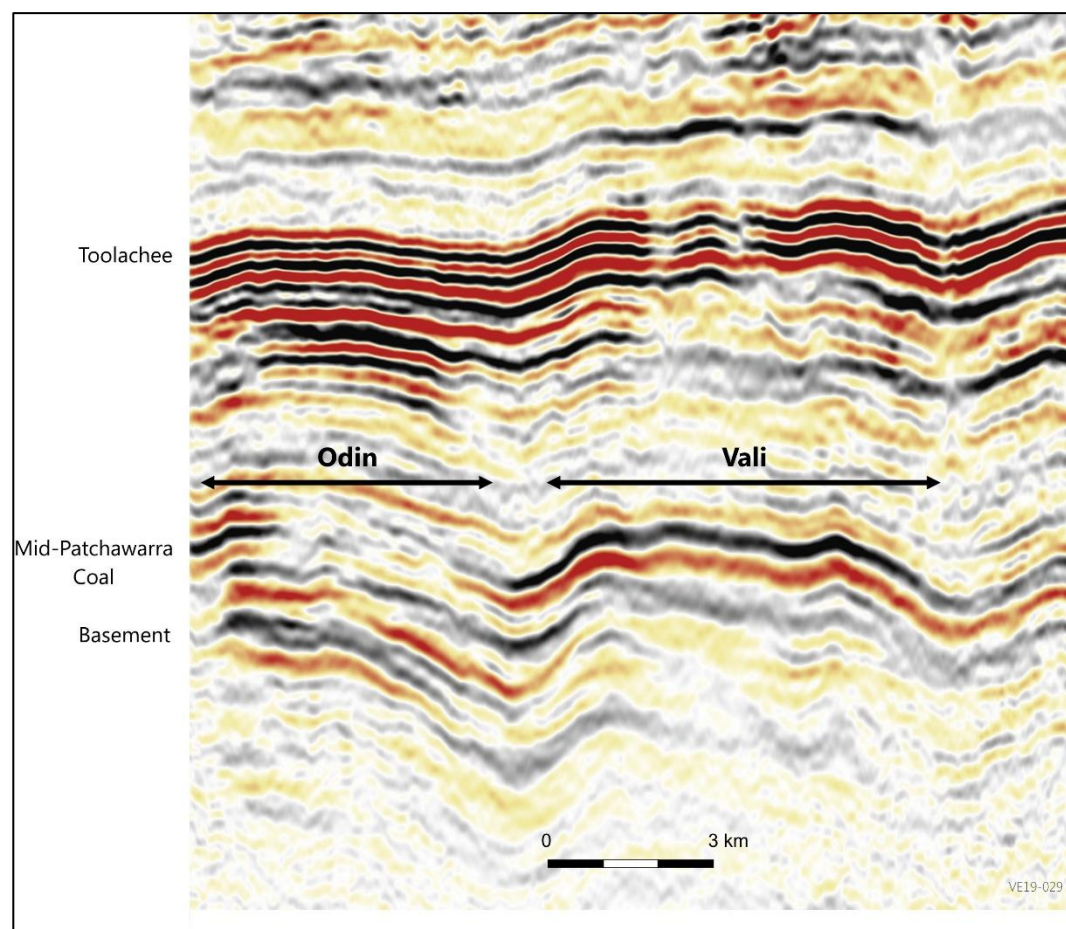 Toolachee
Odin
Vali
Mid-Patchawarra
Coal
Basement
0 3 km
VE19-029